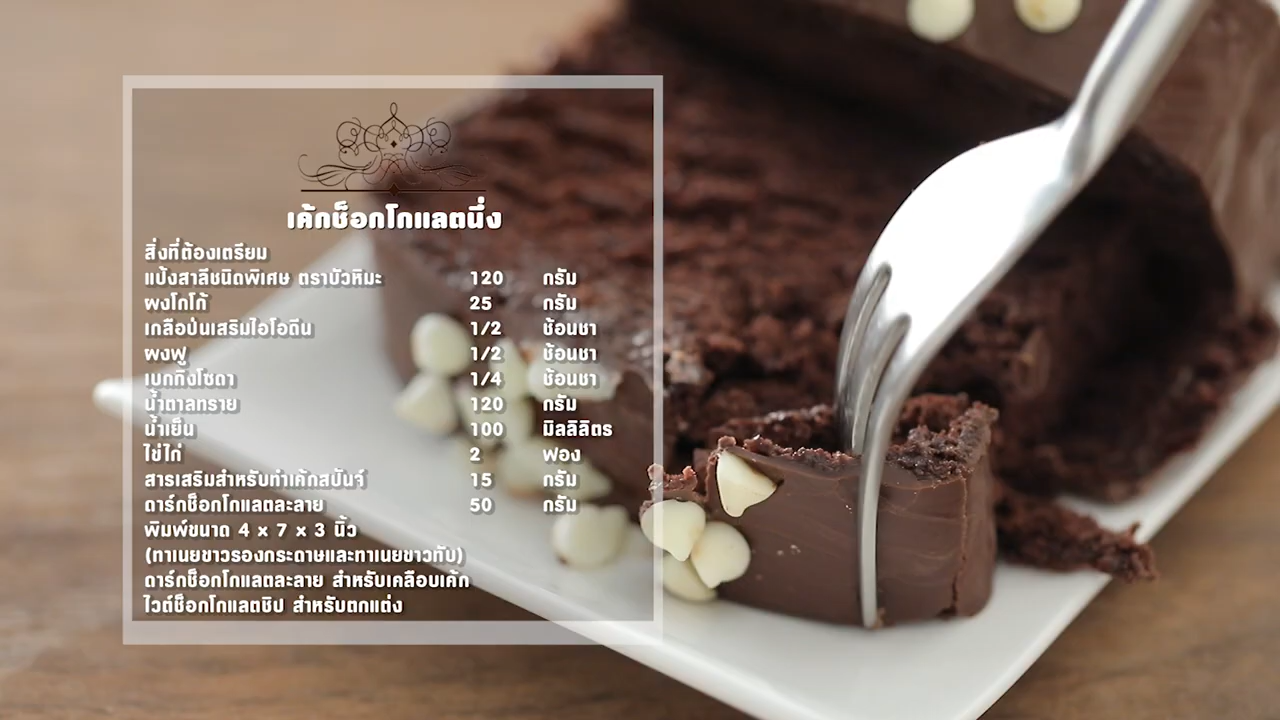 เค้กช็อกโกแลตนึ่ง
สิ่งที่ต้องเตรียม
แป้งสาลีชนิดพิเศษ ตราบัวหิมะ 120 กรัม
ผงโกโก้ 25 กรัม
เกลือป่นเสริมไอโอดีน 1/2 ช้อนชา
ผงฟู 1/2 ช้อนชา
เบกกิ้งโซดา 1/4 ช้อนชา
น้ำตาลทราย 120 กรัม
น้ำเย็น 100 มิลลิลิตร
ไข่ไก่ 2 ฟอง
สารเสริมสำหรับทำเค้กสปันจ์ 15 กรัม
ดาร์กช็อกโกแลตละลาย 50 กรัม
พิมพ์ขนาด 4 x 7 x 3 นิ้ว
(ทาเนยขาวรองกระดาษและทาเนยขาวทับ)
ดาร์กช็อกโกแลตละลาย สำหรับเคลือบเค้ก
ไวต์ช็อกโกแลตชิป สำหรับตกแต่ง